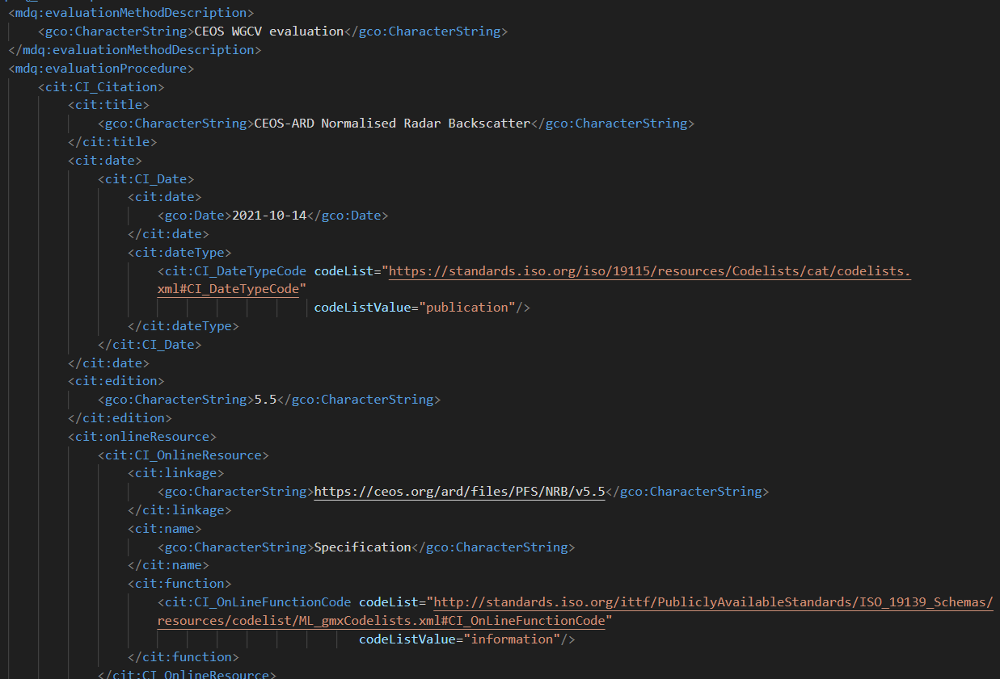 <mdq:evaluationMethodDescription>
<gco:CharacterString>CEOS WGCV evaluation</gco:CharacterString>
</mdq:evaluationMethodDescription>
<mdq:evaluationProcedure>
<cit:CI_Citation>
<cit:title>
<gco:CharacterString>CEOS-ARD Normalised Radar Backscatter</gco:CharacterString>
</cit:title>
<cit:date>
<cit:CI_Date>
<cit:date>
<gco:Date>2021-10-14</gco:Date>
</cit:date>
<cit:dateType>
<cit:CI_DateTypeCode codeList="https://standards.iso.org/iso/19115/resources/Codelists/cat/codelists.
xml#CI_DateTypeCode"
codeListValue="publication"/>
</cit:dateType>
</cit:CI_Date>
</cit:date>
<cit:edition>
<gco:CharacterString>5.5</gco:CharacterString>
</cit:edition>
<cit:onlineResource>
<cit:CI_OnlineResource>
<cit:linkage>
<gco:CharacterString>https://ceos.org/ard/files/PFS/NRB/v5.5</gco:CharacterString>
</cit:linkage>
<cit:name>
<gco:CharacterString>Specification</gco:CharacterString>
</cit:name>
<cit:function>
<cit:CI_OnLineFunctionCode codeList="http://standards.iso.org/ittf/PubliclyAvailableStandards/ISO_19139_Schemas/
resources/codelist/ML_gmxCodelists.xml#CI_OnLineFunctionCode"
codeListValue="information"/>
</cit:function>
</cit:CI_OnlineResource>